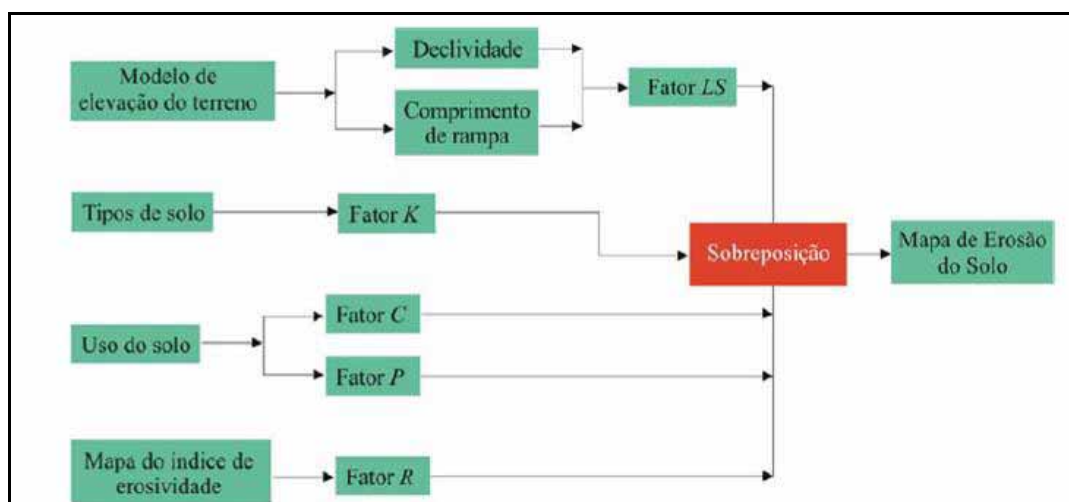 Modelo de
elevação do terreno
Declividade
Comprimento
de rampa
Fator LS
Tipos de solo
Fator K
Sobreposição
Mapa de Erosão
do Solo
Uso do solo
Fator C
Fator P
Mapa do índice de
erosividade
Fator R